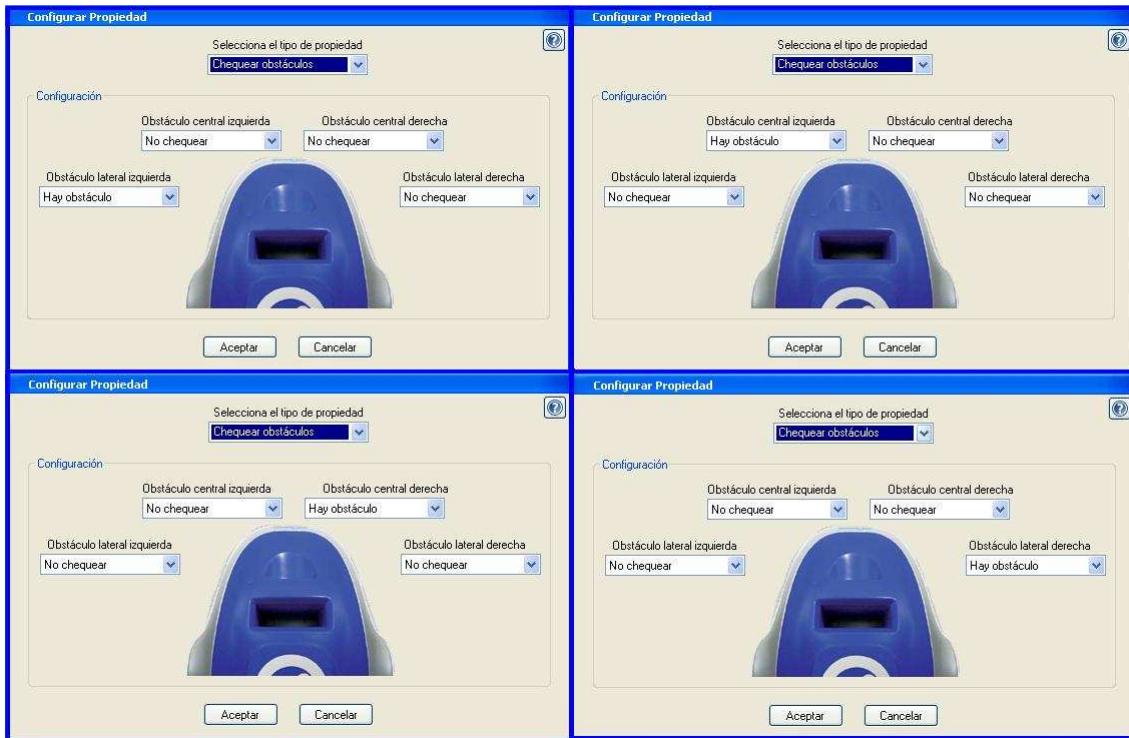 Configurar Propiedad
Selecciona el tipo de propiedad
Chequear obstáculos
Configuración
Obstáculo central izquierda
Obstáculo central derecha
No chequear
No chequear
Obstáculo lateral izquierda
Obstáculo lateral derecha
Hay obstáculo
No chequear
Aceptar
Cancelar
Configurar Propiedad
Selecciona el tipo de propiedad
Chequear obstáculos
Configuración
Obstáculo central izquierda
Obstáculo central derecha
Hay obstáculo
No chequear
Obstáculo lateral izquierda
Obstáculo lateral derecha
No chequear
No chequear
Aceptar
Cancelar
Configurar Propiedad
Selecciona el tipo de propiedad
Chequear obstáculos
Configuración
Obstáculo central izquierda
Obstáculo central derecha
No chequear
Hay obstáculo
Obstáculo lateral izquierda
Obstáculo lateral derecha
No chequear
No chequear
Aceptar
Cancelar
Configurar Propiedad
Selecciona el tipo de propiedad
Chequear obstáculos
Configuración
Obstáculo central izquierda
Obstáculo central derecha
No chequear
No chequear
Obstáculo lateral izquierda
Obstáculo lateral derecha
No chequear
Hay obstáculo
Aceptar
Cancelar